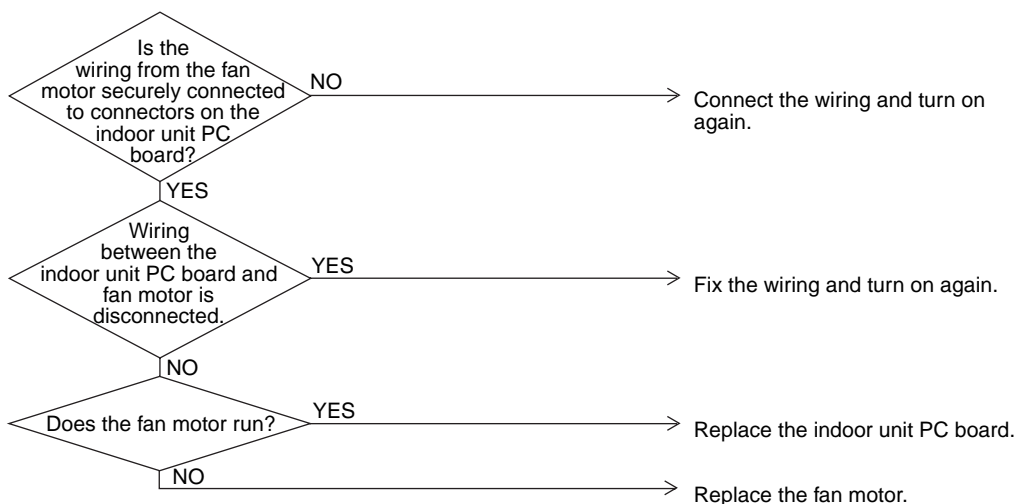 Is the
wiring from the fan
motor securely connected
to connectors on the
indoor unit PC
board?
NO
Connect the wiring and turn on
again.
YES
Wiring
between the
indoor unit PC board and
fan motor is
disconnected.
YES
Fix the wiring and turn on again.
NO
Does the fan motor run?
YES
Replace the indoor unit PC board.
NO
Replace the fan motor.